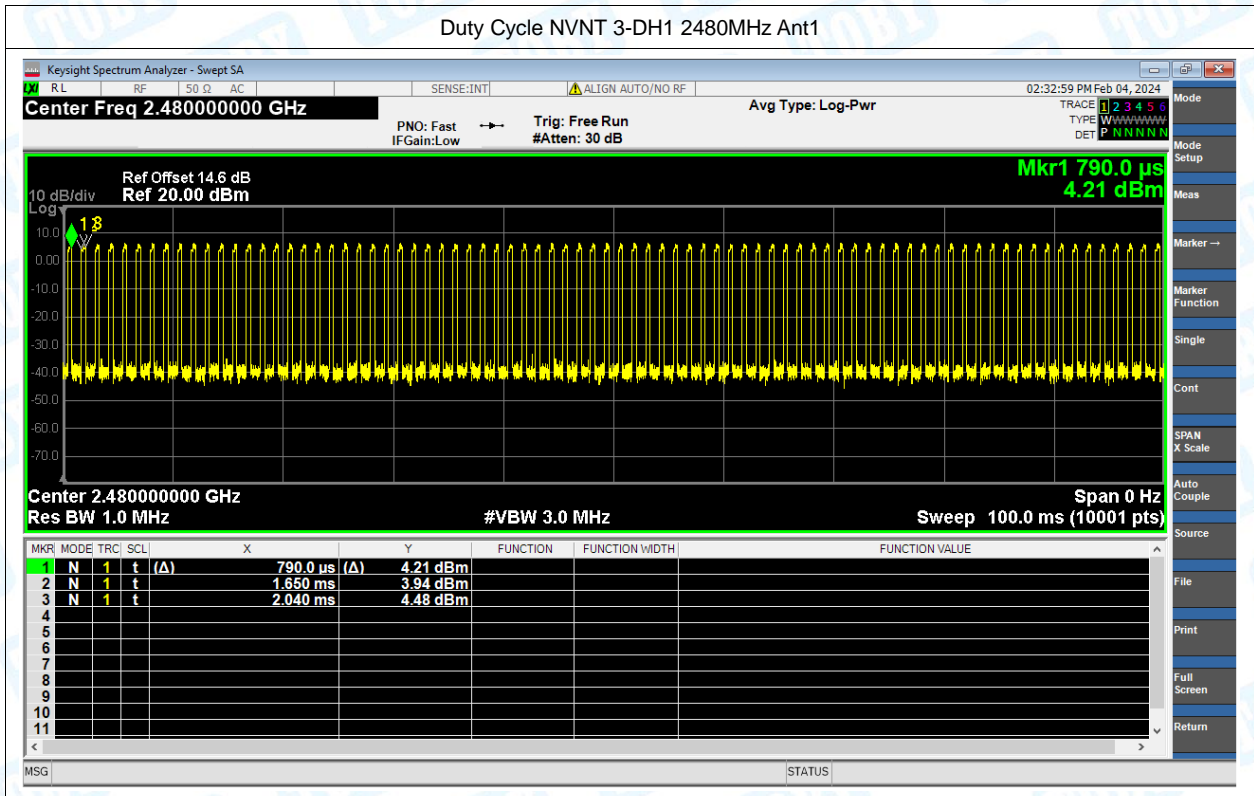 Duty Cycle NVNT 3-DH1 2480MHz Ant1
Keysight Spectrum Analyzer - Swept SA
LXI RL RF 50 Ω AC SENSE:INT ALIGN AUTO/NO RF 02:32:59 PM Feb 04, 2024
Center Freq 2.480000000 GHz
PNO: Fast
IFGain:Low
Trig: Free Run
#Atten: 30 dB
Avg Type: Log-Pwr
TRACE 1 2 3 4 5 6
TYPE WWWWWWW
DET P N N N N N
Mkr1 790.0 µs
4.21 dBm
Ref Offset 14.6 dB
10 dB/div Ref 20.00 dBm
Log
1 3
10.0
0.00
-10.0
-20.0
-30.0
-40.0
-50.0
-60.0
-70.0
Center 2.480000000 GHz Span 0 Hz
Res BW 1.0 MHz #VBW 3.0 MHz Sweep 100.0 ms (10001 pts)
MKR MODE TRC SCL X Y FUNCTION FUNCTION WIDTH FUNCTION VALUE
1 N 1 t (Δ) 790.0 µs (Δ) 4.21 dBm
2 N 1 t 1.650 ms 3.94 dBm
3 N 1 t 2.040 ms 4.48 dBm
4
5
6
7
8
9
10
11
MSG STATUS
Mode
Mode
Setup
Meas
Marker →
Marker
Function
Single
Cont
SPAN
X Scale
Auto
Couple
Source
File
Print
Full
Screen
Return
TOBY